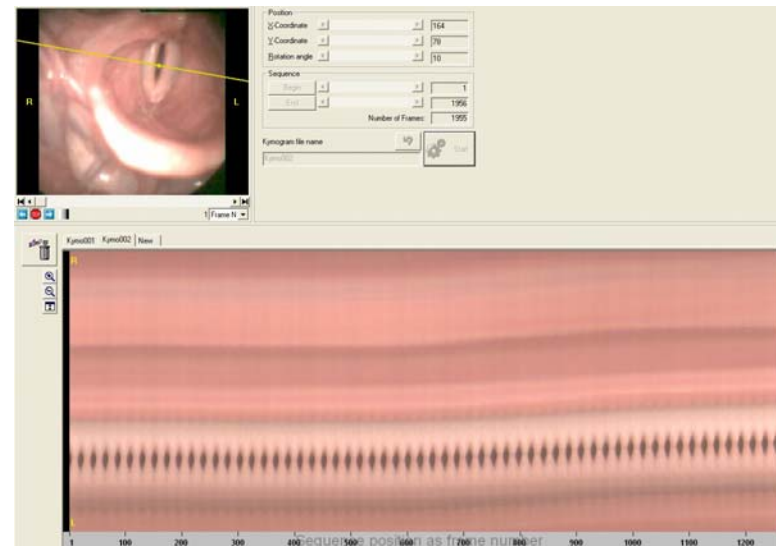 Position
X-Coordinate 164
Y-Coordinate 78
Rotation angle 10
R L
Sequence
Begin 1
End 1956
Number of Frames: 1955
Kymogram file name
Kymo002 Start
1 Frame N
Kymo001 Kymo002 New
R
L
1 100 200 300 400 500 600 700 800 900 1000 1100 1200
Sequence position as frame number